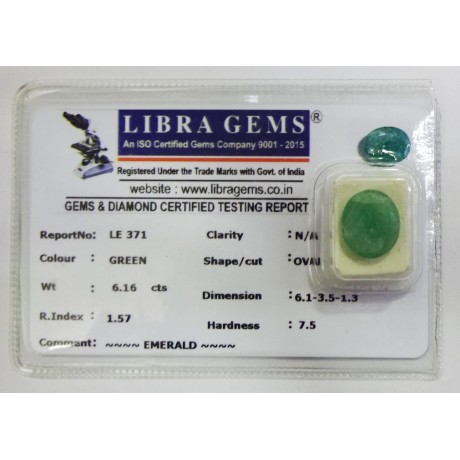 LIBRA GEMS ®
An ISO Certified Gems Company 9001 - 2015
Registered Under the Trade Marks with Govt. of India
website : www.libragems.co.in
GEMS & DIAMOND CERTIFIED TESTING REPORT
ReportNo: LE 371 Clarity : N/A
Colour : GREEN Shape/cut : OVAL
Wt : 6.16 cts Dimension : 6.1-3.5-1.3
R.Index : 1.57 Hardness : 7.5
Commant: ~~~~ EMERALD ~~~~